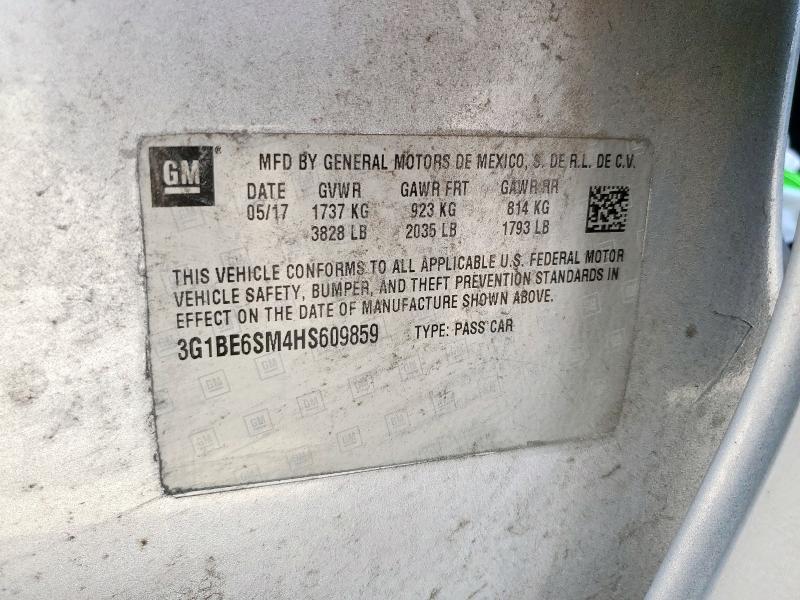 GM ® MFD BY GENERAL MOTORS DE MEXICO, S. DE R.L. DE C.V.
DATE GVWR GAWR FRT GAWR RR
05/17 1737 KG 923 KG 814 KG
3828 LB 2035 LB 1793 LB
THIS VEHICLE CONFORMS TO ALL APPLICABLE U.S. FEDERAL MOTOR
VEHICLE SAFETY, BUMPER, AND THEFT PREVENTION STANDARDS IN
EFFECT ON THE DATE OF MANUFACTURE SHOWN ABOVE.
3G1BE6SM4HS609859 TYPE: PASS CAR